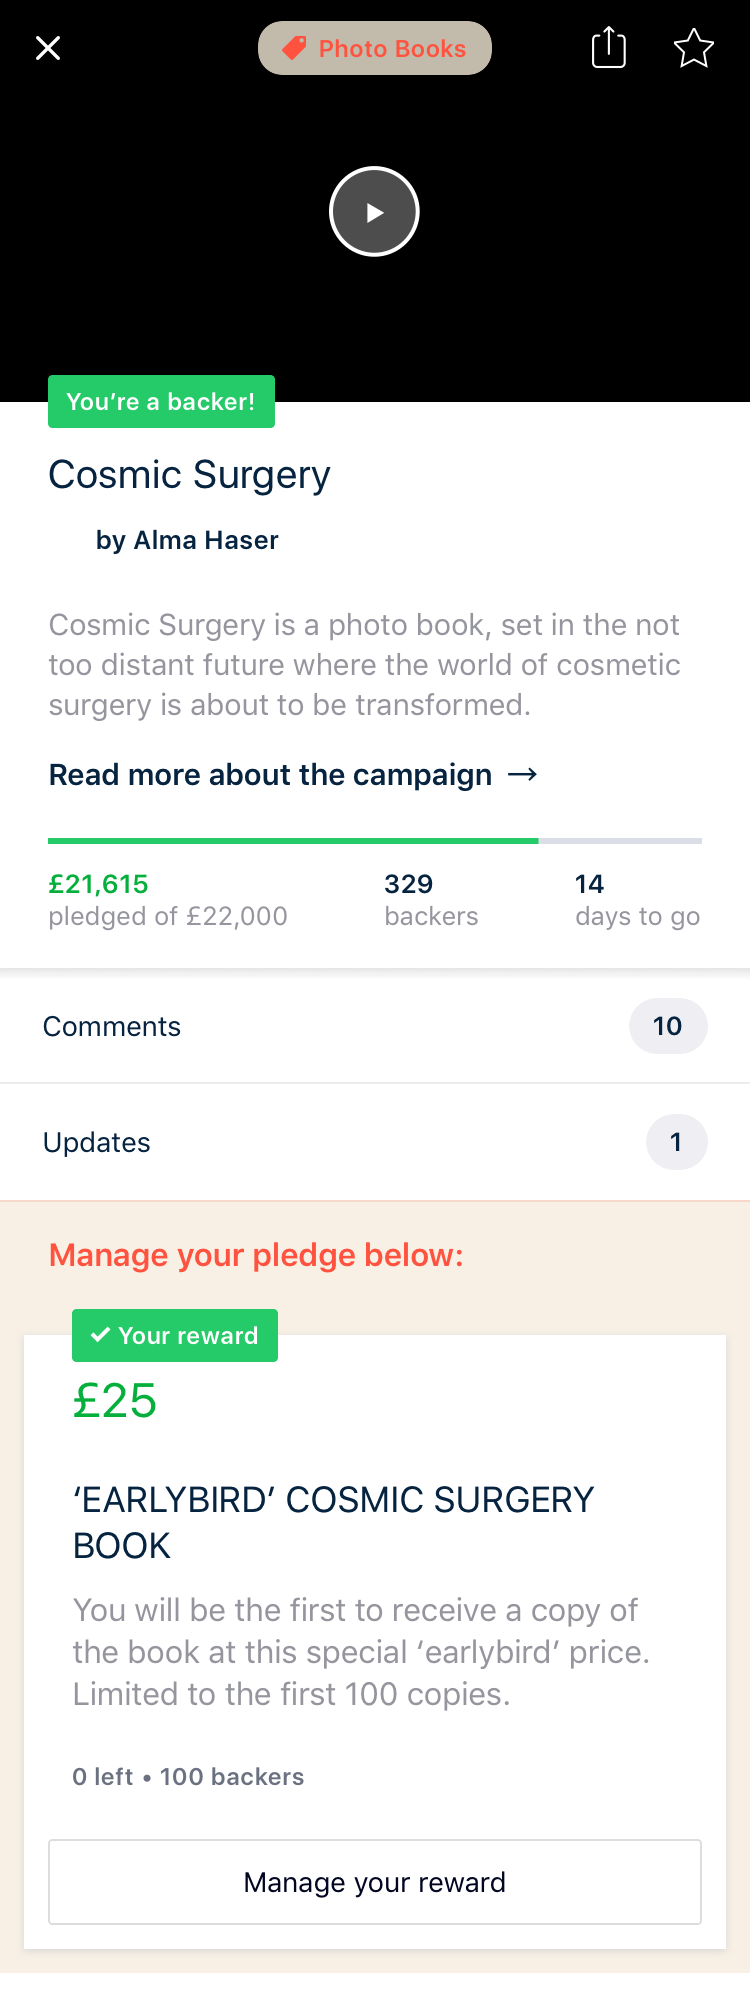 Photo Books
You’re a backer!
Cosmic Surgery
by Alma Haser
Cosmic Surgery is a photo book, set in the not
too distant future where the world of cosmetic
surgery is about to be transformed.
Read more about the campaign →
£21,615 329 14
pledged of £22,000 backers days to go
Comments 10
Updates 1
Manage your pledge below:
✓ Your reward
£25
‘EARLYBIRD’ COSMIC SURGERY
BOOK
You will be the first to receive a copy of
the book at this special ‘earlybird’ price.
Limited to the first 100 copies.
0 left • 100 backers
Manage your reward